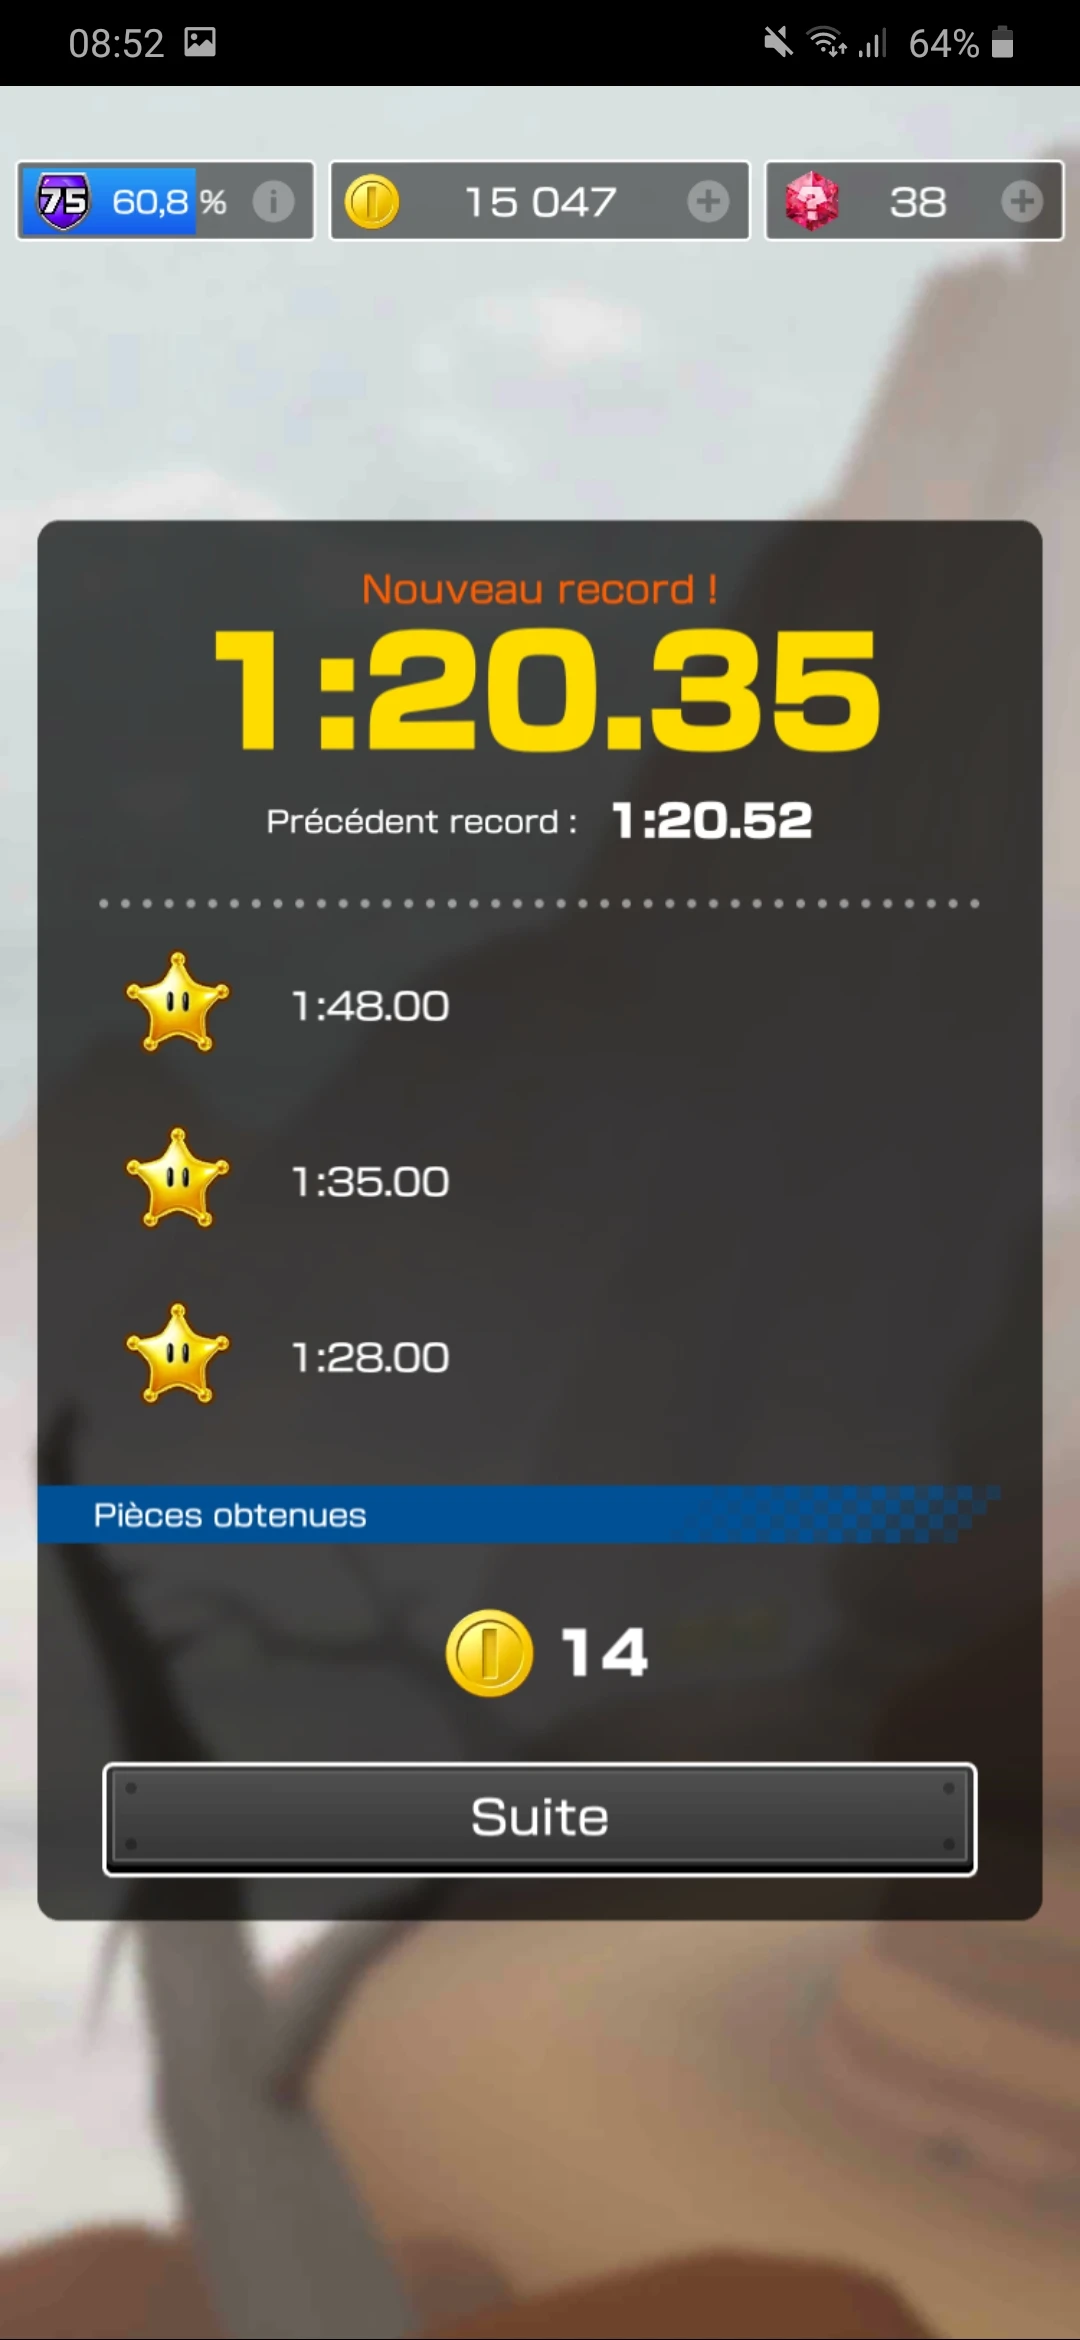 08:52 64%
75 60,8 % 15 047 38
Nouveau record !
1:20.35
Précédent record : 1:20.52
1:48.00
1:35.00
1:28.00
Pièces obtenues
14
Suite